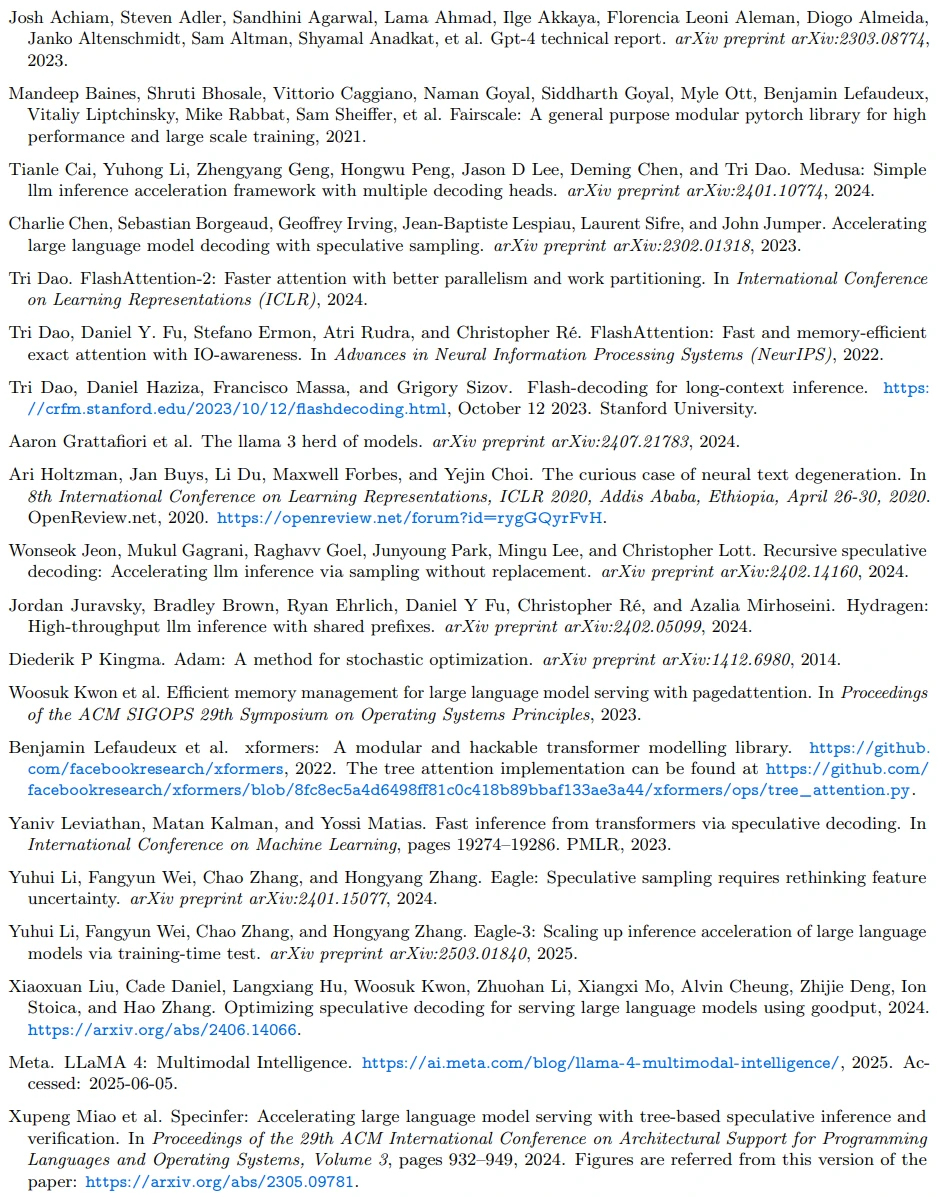 Josh Achiam, Steven Adler, Sandhini Agarwal, Lama Ahmad, Ilge Akkaya, Florencia Leoni Aleman, Diogo Almeida,
Janko Altenschmidt, Sam Altman, Shyamal Anadkat, et al. Gpt-4 technical report. arXiv preprint arXiv:2303.08774,
2023.
Mandeep Baines, Shruti Bhosale, Vittorio Caggiano, Naman Goyal, Siddharth Goyal, Myle Ott, Benjamin Lefaudeux,
Vitaliy Liptchinsky, Mike Rabbat, Sam Sheiffer, et al. Fairscale: A general purpose modular pytorch library for high
performance and large scale training, 2021.
Tianle Cai, Yuhong Li, Zhengyang Geng, Hongwu Peng, Jason D Lee, Deming Chen, and Tri Dao. Medusa: Simple
llm inference acceleration framework with multiple decoding heads. arXiv preprint arXiv:2401.10774, 2024.
Charlie Chen, Sebastian Borgeaud, Geoffrey Irving, Jean-Baptiste Lespiau, Laurent Sifre, and John Jumper. Accelerating
large language model decoding with speculative sampling. arXiv preprint arXiv:2302.01318, 2023.
Tri Dao. FlashAttention-2: Faster attention with better parallelism and work partitioning. In International Conference
on Learning Representations (ICLR), 2024.
Tri Dao, Daniel Y. Fu, Stefano Ermon, Atri Rudra, and Christopher Ré. FlashAttention: Fast and memory-efficient
exact attention with IO-awareness. In Advances in Neural Information Processing Systems (NeurIPS), 2022.
Tri Dao, Daniel Haziza, Francisco Massa, and Grigory Sizov. Flash-decoding for long-context inference. https:
//crfm.stanford.edu/2023/10/12/flashdecoding.html, October 12 2023. Stanford University.
Aaron Grattafiori et al. The llama 3 herd of models. arXiv preprint arXiv:2407.21783, 2024.
Ari Holtzman, Jan Buys, Li Du, Maxwell Forbes, and Yejin Choi. The curious case of neural text degeneration. In
8th International Conference on Learning Representations, ICLR 2020, Addis Ababa, Ethiopia, April 26-30, 2020.
OpenReview.net, 2020. https://openreview.net/forum?id=rygGQyrFvH.
Wonseok Jeon, Mukul Gagrani, Raghavv Goel, Junyoung Park, Mingu Lee, and Christopher Lott. Recursive speculative
decoding: Accelerating llm inference via sampling without replacement. arXiv preprint arXiv:2402.14160, 2024.
Jordan Juravsky, Bradley Brown, Ryan Ehrlich, Daniel Y Fu, Christopher Ré, and Azalia Mirhoseini. Hydragen:
High-throughput llm inference with shared prefixes. arXiv preprint arXiv:2402.05099, 2024.
Diederik P Kingma. Adam: A method for stochastic optimization. arXiv preprint arXiv:1412.6980, 2014.
Woosuk Kwon et al. Efficient memory management for large language model serving with pagedattention. In Proceedings
of the ACM SIGOPS 29th Symposium on Operating Systems Principles, 2023.
Benjamin Lefaudeux et al. xformers: A modular and hackable transformer modelling library. https://github.
com/facebookresearch/xformers, 2022. The tree attention implementation can be found at https://github.com/
facebookresearch/xformers/blob/8fc8ec5a4d6498ff81c0c418b89bbaf133ae3a44/xformers/ops/tree_attention.py.
Yaniv Leviathan, Matan Kalman, and Yossi Matias. Fast inference from transformers via speculative decoding. In
International Conference on Machine Learning, pages 19274–19286. PMLR, 2023.
Yuhui Li, Fangyun Wei, Chao Zhang, and Hongyang Zhang. Eagle: Speculative sampling requires rethinking feature
uncertainty. arXiv preprint arXiv:2401.15077, 2024.
Yuhui Li, Fangyun Wei, Chao Zhang, and Hongyang Zhang. Eagle-3: Scaling up inference acceleration of large language
models via training-time test. arXiv preprint arXiv:2503.01840, 2025.
Xiaoxuan Liu, Cade Daniel, Langxiang Hu, Woosuk Kwon, Zhuohan Li, Xiangxi Mo, Alvin Cheung, Zhijie Deng, Ion
Stoica, and Hao Zhang. Optimizing speculative decoding for serving large language models using goodput, 2024.
https://arxiv.org/abs/2406.14066.
Meta. LLaMA 4: Multimodal Intelligence. https://ai.meta.com/blog/llama-4-multimodal-intelligence/, 2025. Ac-
cessed: 2025-06-05.
Xupeng Miao et al. Specinfer: Accelerating large language model serving with tree-based speculative inference and
verification. In Proceedings of the 29th ACM International Conference on Architectural Support for Programming
Languages and Operating Systems, Volume 3, pages 932–949, 2024. Figures are referred from this version of the
paper: https://arxiv.org/abs/2305.09781.